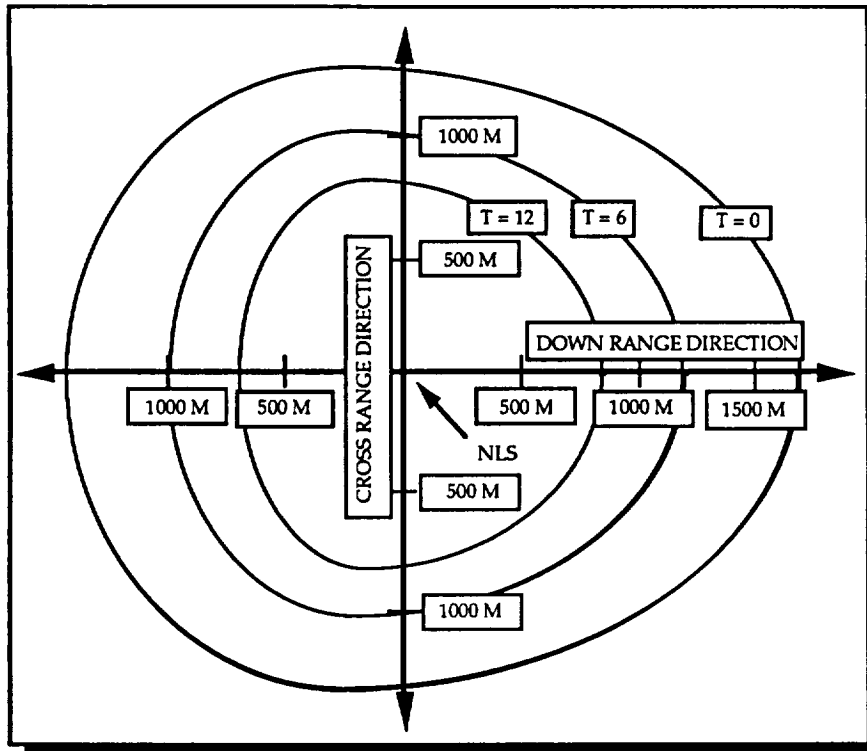 1000 M
T = 12
T = 6
T = 0
CROSS RANGE DIRECTION
500 M
DOWN RANGE DIRECTION
1000 M
500 M
500 M
1000 M
1500 M
NLS
500 M
1000 M